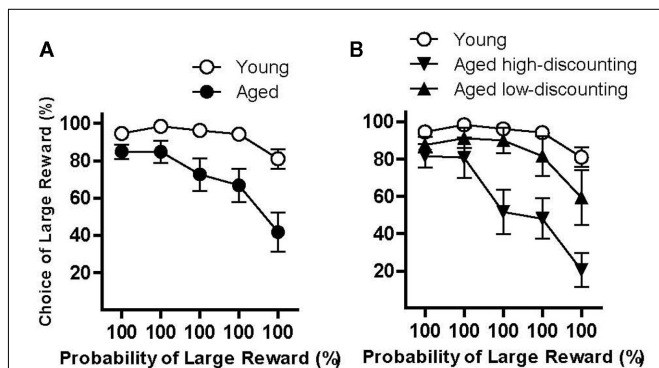 A
Young
Aged
Choice of Large Reward (%)
100
80
60
40
20
100 100 100 100 100
Probability of Large Reward (%)
B
Young
Aged high-discounting
Aged low-discounting
100
80
60
40
20
100 100 100 100 100
Probability of Large Reward (%)